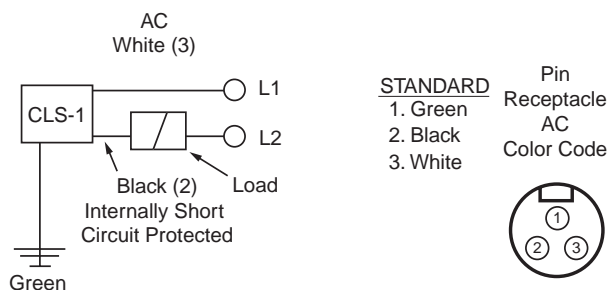 AC
White (3)
CLS-1
L1
L2
Black (2)
Internally Short
Circuit Protected
Load
Green
STANDARD
1. Green
2. Black
3. White
Pin
Receptacle
AC
Color Code
1
2
3